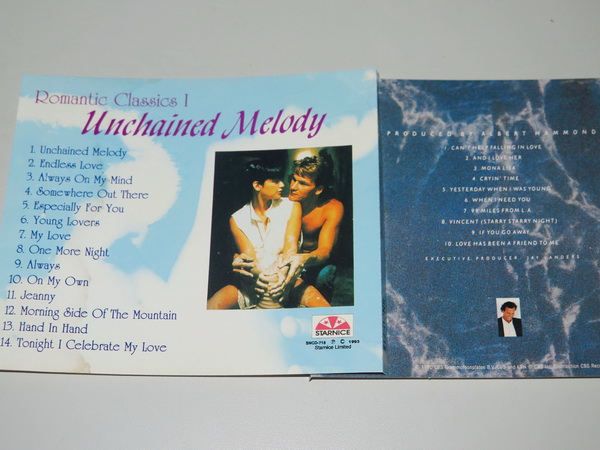 Romantic Classics I
Unchained Melody
1. Unchained Melody
2. Endless Love
3. Always On My Mind
4. Somewhere Out There
5. Especially For You
6. Young Lovers
7. My Love
8. One More Night
9. Always
10. On My Own
11. Jeanny
12. Morning Side Of The Mountain
13. Hand In Hand
14. Tonight I Celebrate My Love
STARNICE
SNCD-715 P C 1993
Starnice Limited
PRODUCED BY ALBERT HAMMOND
1. CAN'T HELP FALLING IN LOVE
2. AND I LOVE HER
3. MONA LISA
4. CRYIN' TIME
5. YESTERDAY WHEN I WAS YOUNG
6. WHEN I NEED YOU
7. 99 MILES FROM L.A.
8. VINCENT (STARRY STARRY NIGHT)
9. IF YOU GO AWAY
10. LOVE HAS BEEN A FRIEND TO ME
EXECUTIVE PRODUCER: JAY LANDERS